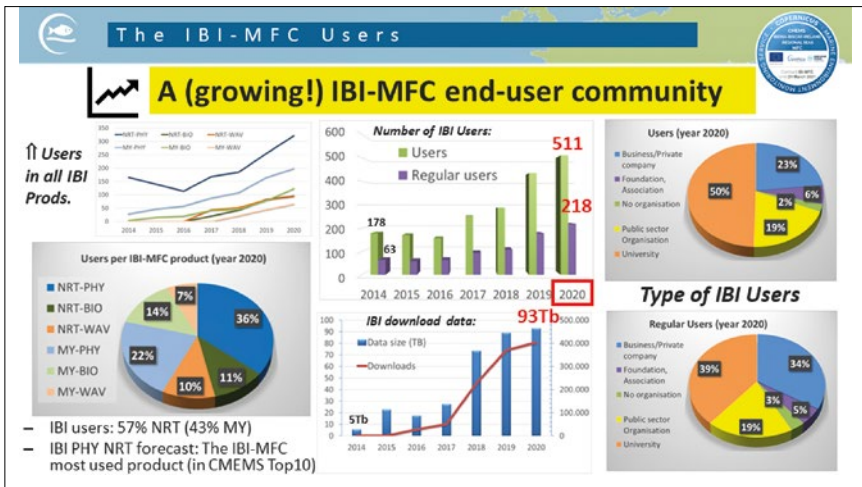 The IBI-MFC Users
COPERNICUS
MARINE ENVIRONMENT MONITORING SERVICE
CMEMS
A (growing!) IBI-MFC end-user community
⇑ Users
in all IBI
Prods.
NRT-PHY
NRT-BIO
NRT-WAV
MY-PHY
MY-BIO
MY-WAV
350
300
250
200
150
100
50
0
2014 2015 2016 2017 2018 2019 2020
Users per IBI-MFC product (year 2020)
NRT-PHY
NRT-BIO
NRT-WAV
MY-PHY
MY-BIO
MY-WAV
7%
14%
36%
22%
10%
11%
– IBI users: 57% NRT (43% MY)
– IBI PHY NRT forecast: The IBI-MFC
most used product (in CMEMS Top10)
Number of IBI Users:
Users
Regular users
600
500
400
300
200
100
0
178
63
511
218
2014 2015 2016 2017 2018 2019 2020
IBI download data:
93Tb
Data size (TB)
Downloads
100
90
80
70
60
50
40
30
20
10
0
500.000
400.000
300.000
200.000
100.000
0
5Tb
2014 2015 2016 2017 2018 2019 2020
Users (year 2020)
Business/Private
company
Foundation,
Association
No organisation
Public sector
Organisation
University
50%
23%
6%
2%
19%
Type of IBI Users
Regular Users (year 2020)
Business/Private
company
Foundation,
Association
No organisation
Public sector
Organisation
University
39%
34%
3%
5%
19%